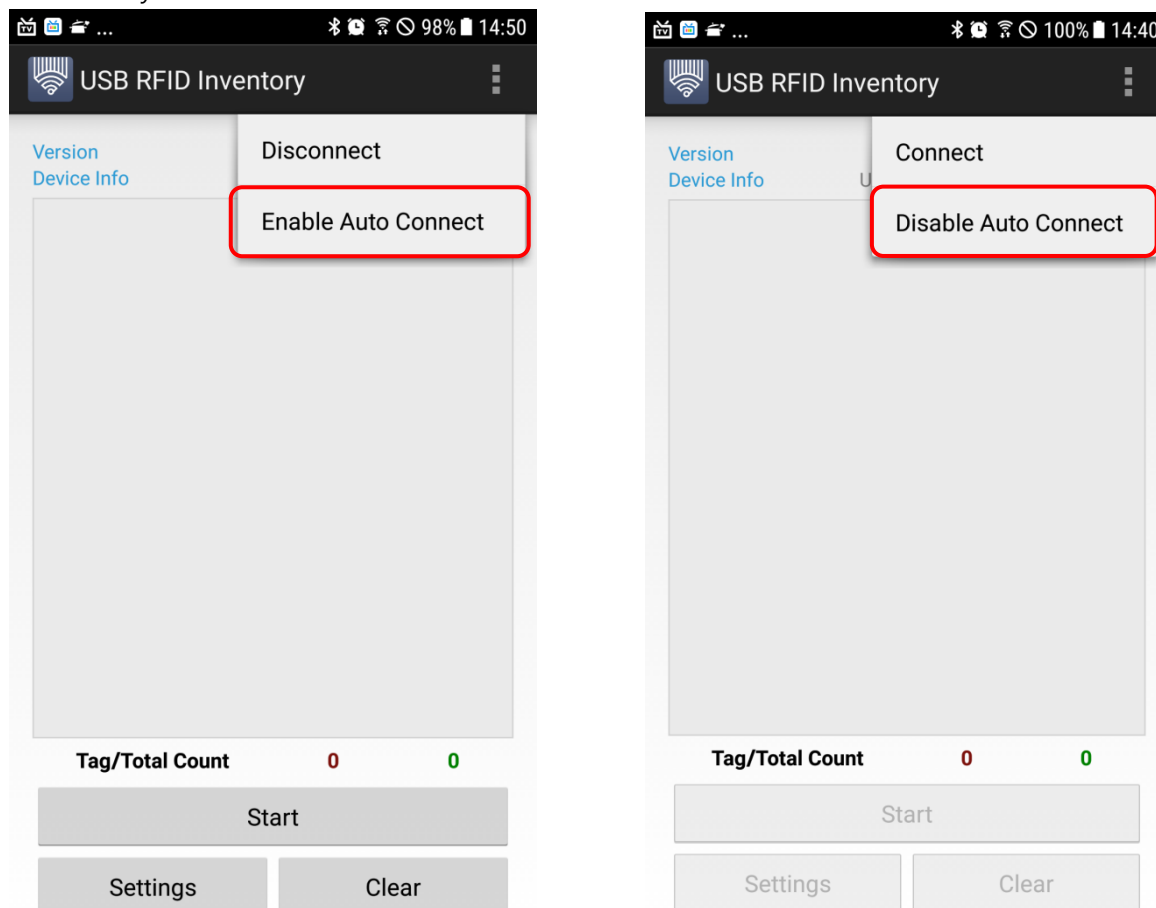 ... 98% 14:50
USB RFID Inventory
Version
Device Info
Disconnect
Enable Auto Connect
Tag/Total Count 0 0
Start
Settings Clear
... 100% 14:40
USB RFID Inventory
Version
Device Info U
Connect
Disable Auto Connect
Tag/Total Count 0 0
Start
Settings Clear